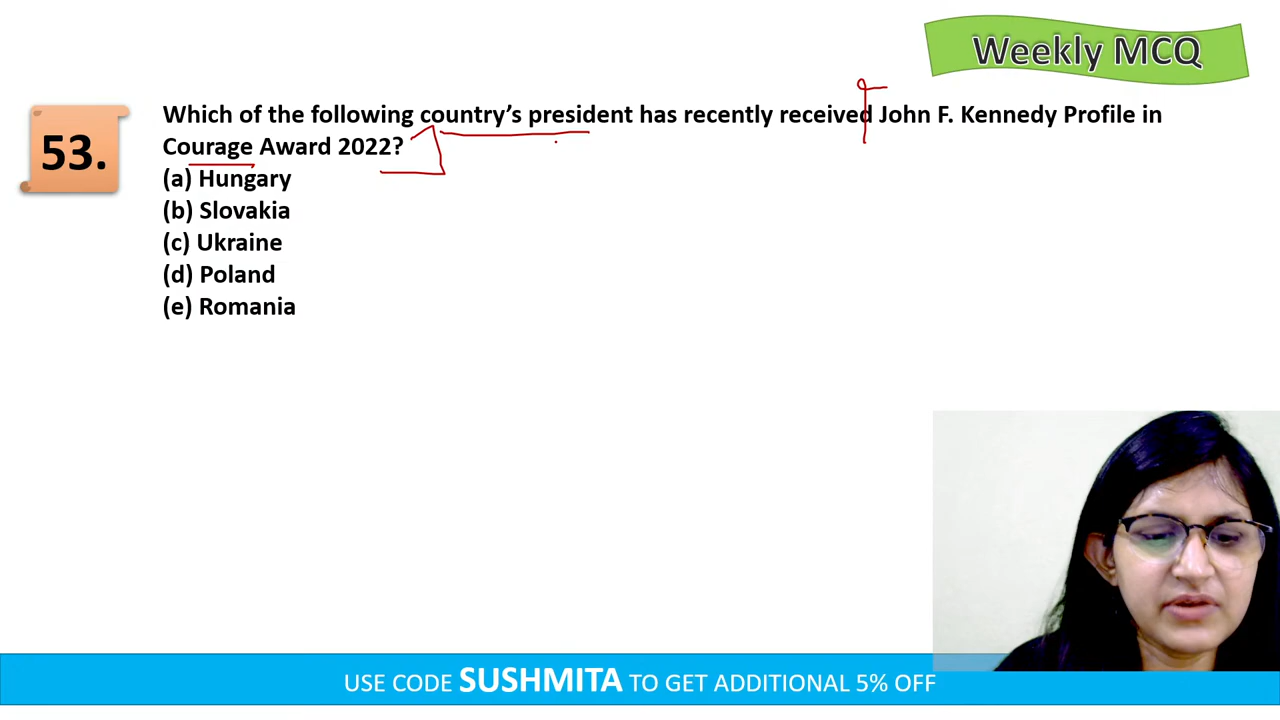 Weekly MCQ
53.
Which of the following country's president has recently received John F. Kennedy Profile in
Courage Award 2022?
(a) Hungary
(b) Slovakia
(c) Ukraine
(d) Poland
(e) Romania
USE CODE SUSHMITA TO GET ADDITIONAL 5% OFF